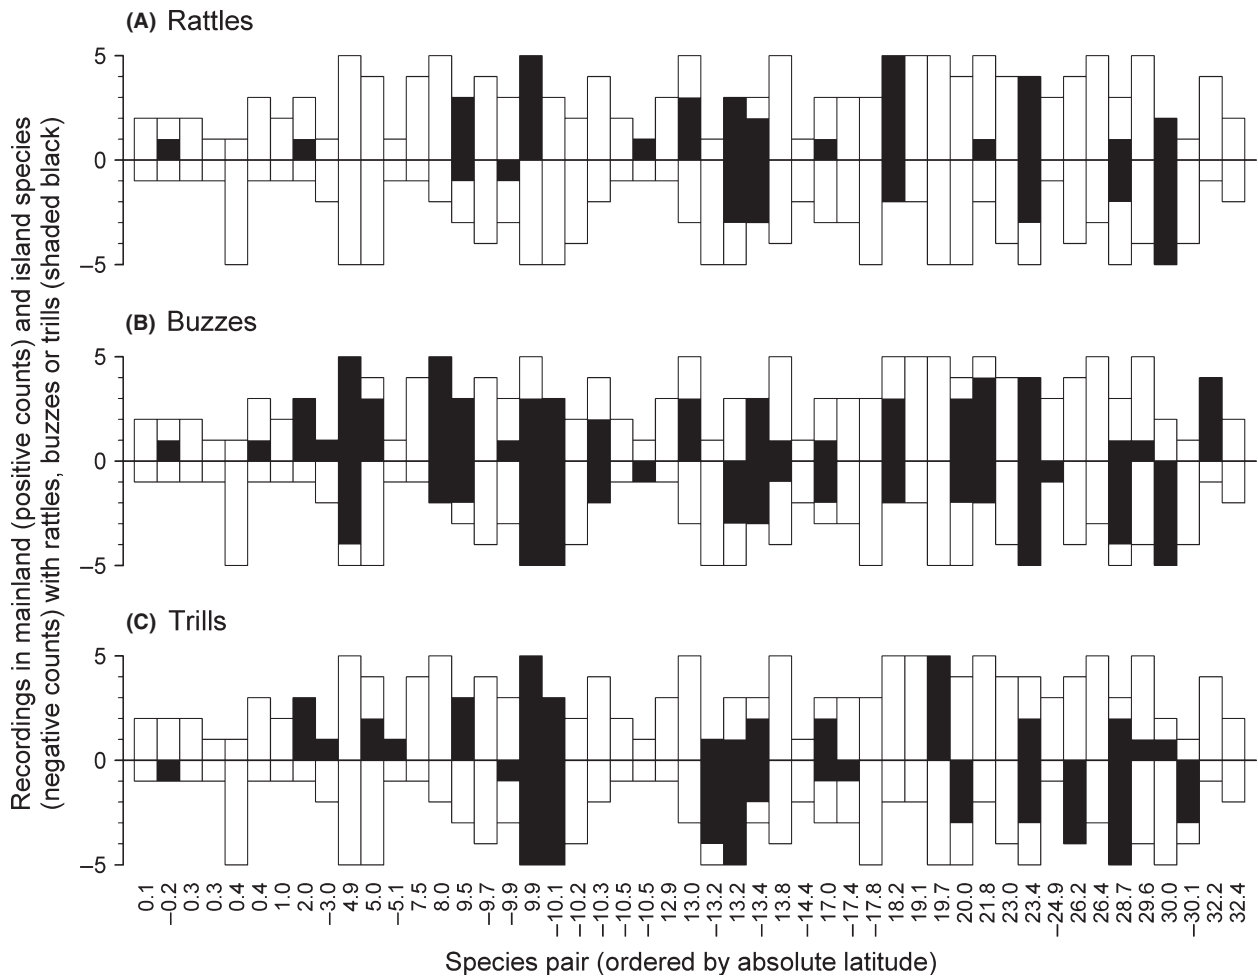 (A) Rattles
5
0
−5
(B) Buzzes
5
0
−5
(C) Trills
5
0
−5
Recordings in mainland (positive counts) and island species
(negative counts) with rattles, buzzes or trills (shaded black)
0.1 −0.2 0.3 0.3 0.4 0.4 1.0 2.0 −3.0 4.9 5.0 −5.1 7.5 8.0 9.5 −9.7 −9.9 9.9 −10.1 −10.2 −10.3 −10.5 −10.5 12.9 13.0 −13.2 13.2 −13.4 −13.8 −14.4 −17.0 −17.4 −17.8 18.2 19.1 19.7 20.0 21.8 23.0 23.4 −24.9 26.2 26.4 28.7 29.6 30.0 −30.1 32.2 32.4
Species pair (ordered by absolute latitude)